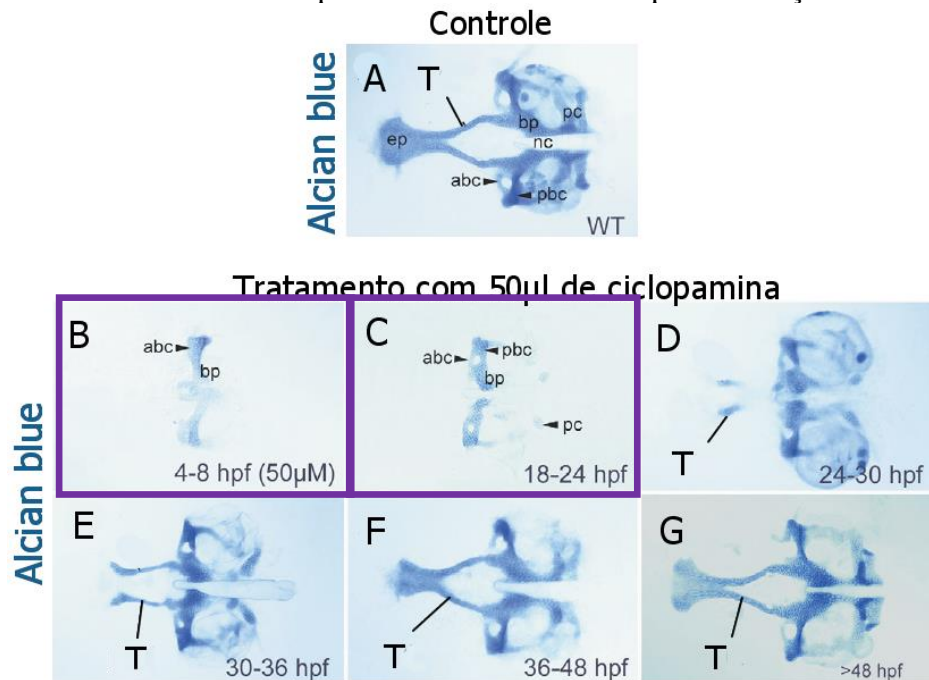 Controle
Alcian blue
A
T
ep
bp
pc
nc
abc
pbc
WT
Tratamento com 50µl de ciclopamina
Alcian blue
B
abc
bp
4-8 hpf (50µM)
C
abc
pbc
bp
pc
18-24 hpf
D
T
24-30 hpf
E
T
30-36 hpf
F
T
36-48 hpf
G
T
>48 hpf